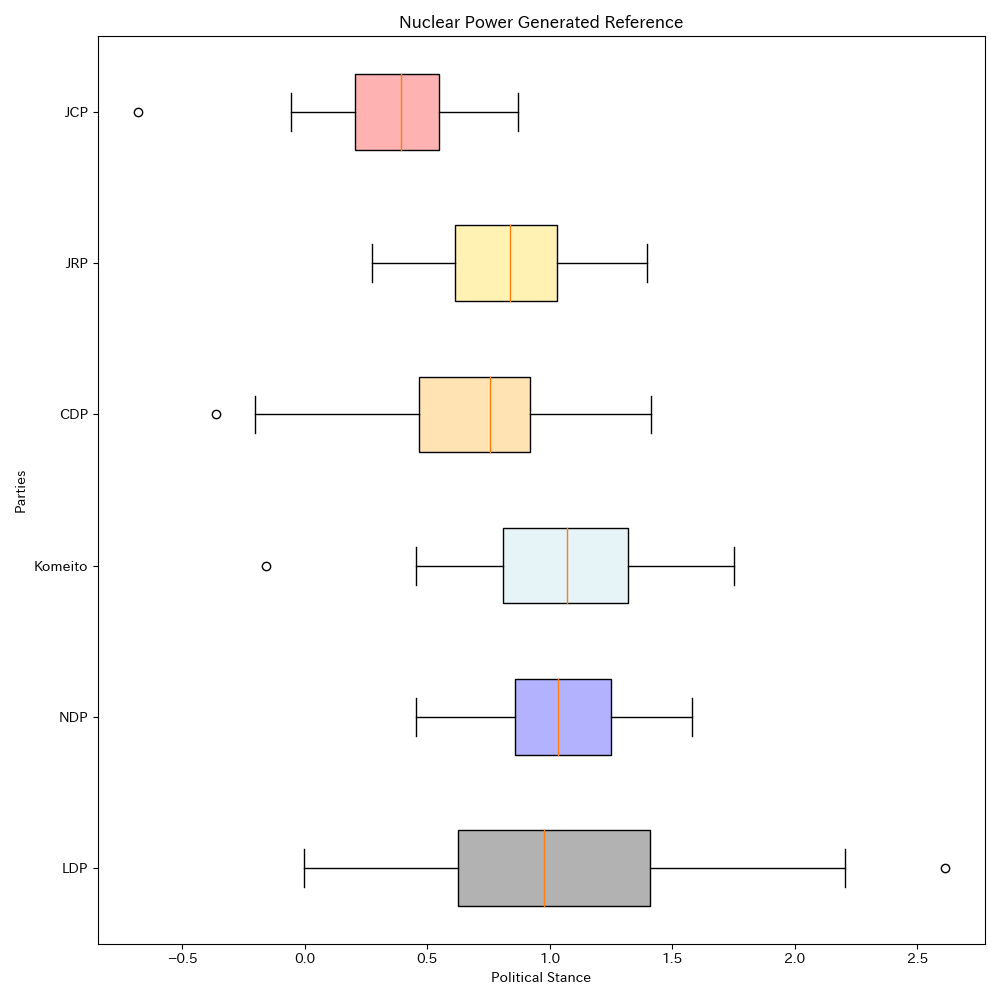 Nuclear Power Generated Reference
JCP
JRP
CDP
Komeito
NDP
LDP
Parties
−0.5 0.0 0.5 1.0 1.5 2.0 2.5
Political Stance